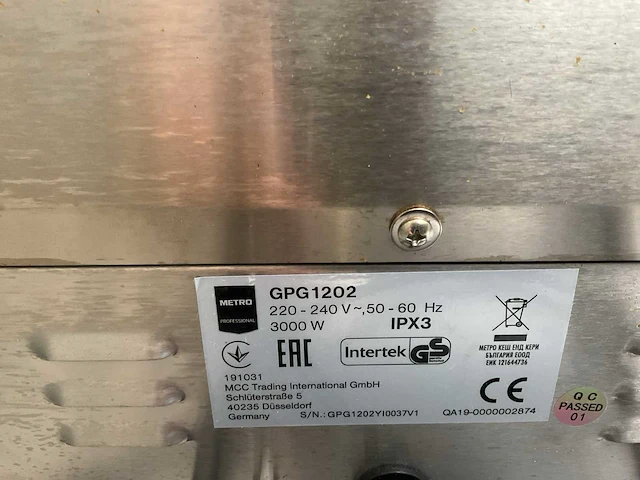 METRO
PROFESSIONAL
GPG1202
220 - 240 V~,50 - 60 Hz
3000 W IPX3
EAC
Intertek GS
МЕТРО КЕШ ЕНД КЕРИ
БЪЛГАРИЯ ЕООД
ЕИК 121644736
191031
MCC Trading International GmbH
Schlüterstraße 5
40235 Düsseldorf
Germany S/N.: GPG1202YI0037V1
CE
QA19-0000002874
QC
PASSED
01